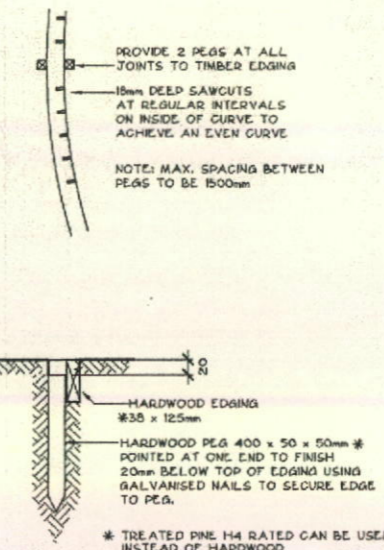 PROVIDE 2 PEGS AT ALL
JOINTS TO TIMBER EDGING
18mm DEEP SAWCUTS
AT REGULAR INTERVALS
ON INSIDE OF CURVE TO
ACHIEVE AN EVEN CURVE
NOTE: MAX. SPACING BETWEEN
PEGS TO BE 1500mm
20
HARDWOOD EDGING
*38 x 125mm
HARDWOOD PEG 400 x 50 x 50mm *
POINTED AT ONE END TO FINISH
20mm BELOW TOP OF EDGING USING
GALVANISED NAILS TO SECURE EDGE
TO PEG.
* TREATED PINE H4 RATED CAN BE USED
INSTEAD OF HARDWOOD